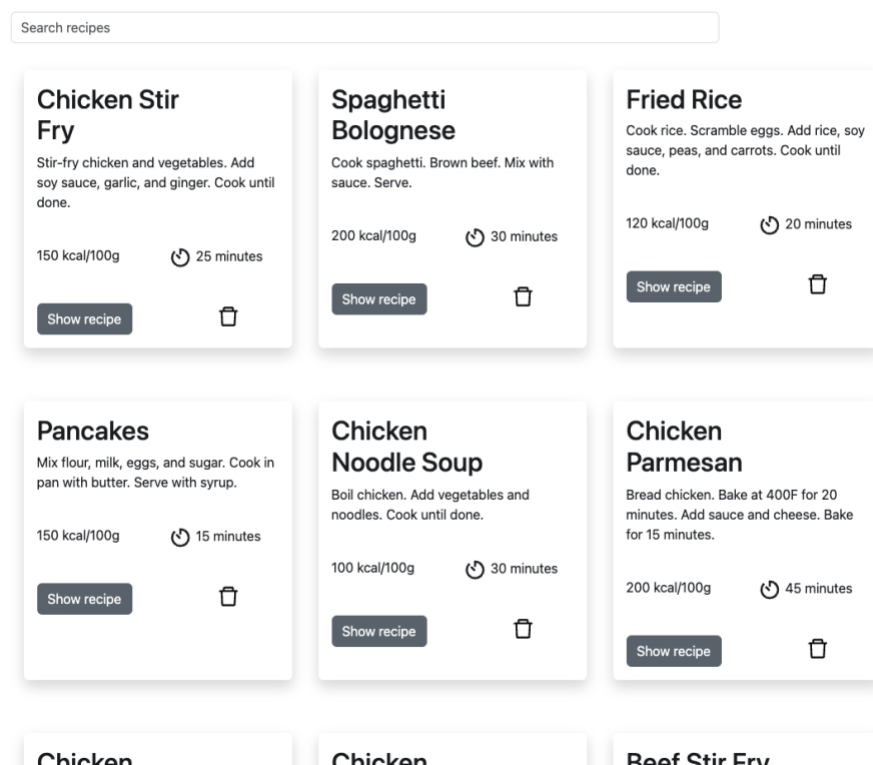 Search recipes
Chicken Stir
Fry
Stir-fry chicken and vegetables. Add
soy sauce, garlic, and ginger. Cook until
done.
150 kcal/100g
25 minutes
Show recipe
Spaghetti
Bolognese
Cook spaghetti. Brown beef. Mix with
sauce. Serve.
200 kcal/100g
30 minutes
Show recipe
Fried Rice
Cook rice. Scramble eggs. Add rice, soy
sauce, peas, and carrots. Cook until
done.
120 kcal/100g
20 minutes
Show recipe
Pancakes
Mix flour, milk, eggs, and sugar. Cook in
pan with butter. Serve with syrup.
150 kcal/100g
15 minutes
Show recipe
Chicken
Noodle Soup
Boil chicken. Add vegetables and
noodles. Cook until done.
100 kcal/100g
30 minutes
Show recipe
Chicken
Parmesan
Bread chicken. Bake at 400F for 20
minutes. Add sauce and cheese. Bake
for 15 minutes.
200 kcal/100g
45 minutes
Show recipe
Chicken
Chicken
Beef Stir Fry